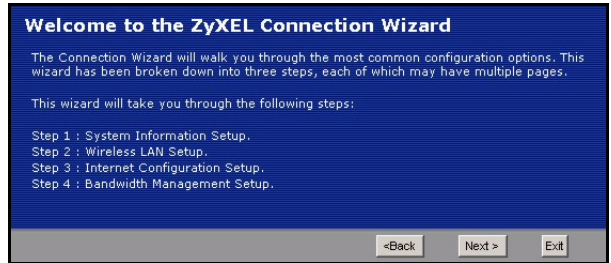 Welcome to the ZyXEL Connection Wizard
The Connection Wizard will walk you through the most common configuration options. This
wizard has been broken down into three steps, each of which may have multiple pages.
This wizard will take you through the following steps:
Step 1 : System Information Setup.
Step 2 : Wireless LAN Setup.
Step 3 : Internet Configuration Setup.
Step 4 : Bandwidth Management Setup.
<Back Next > Exit